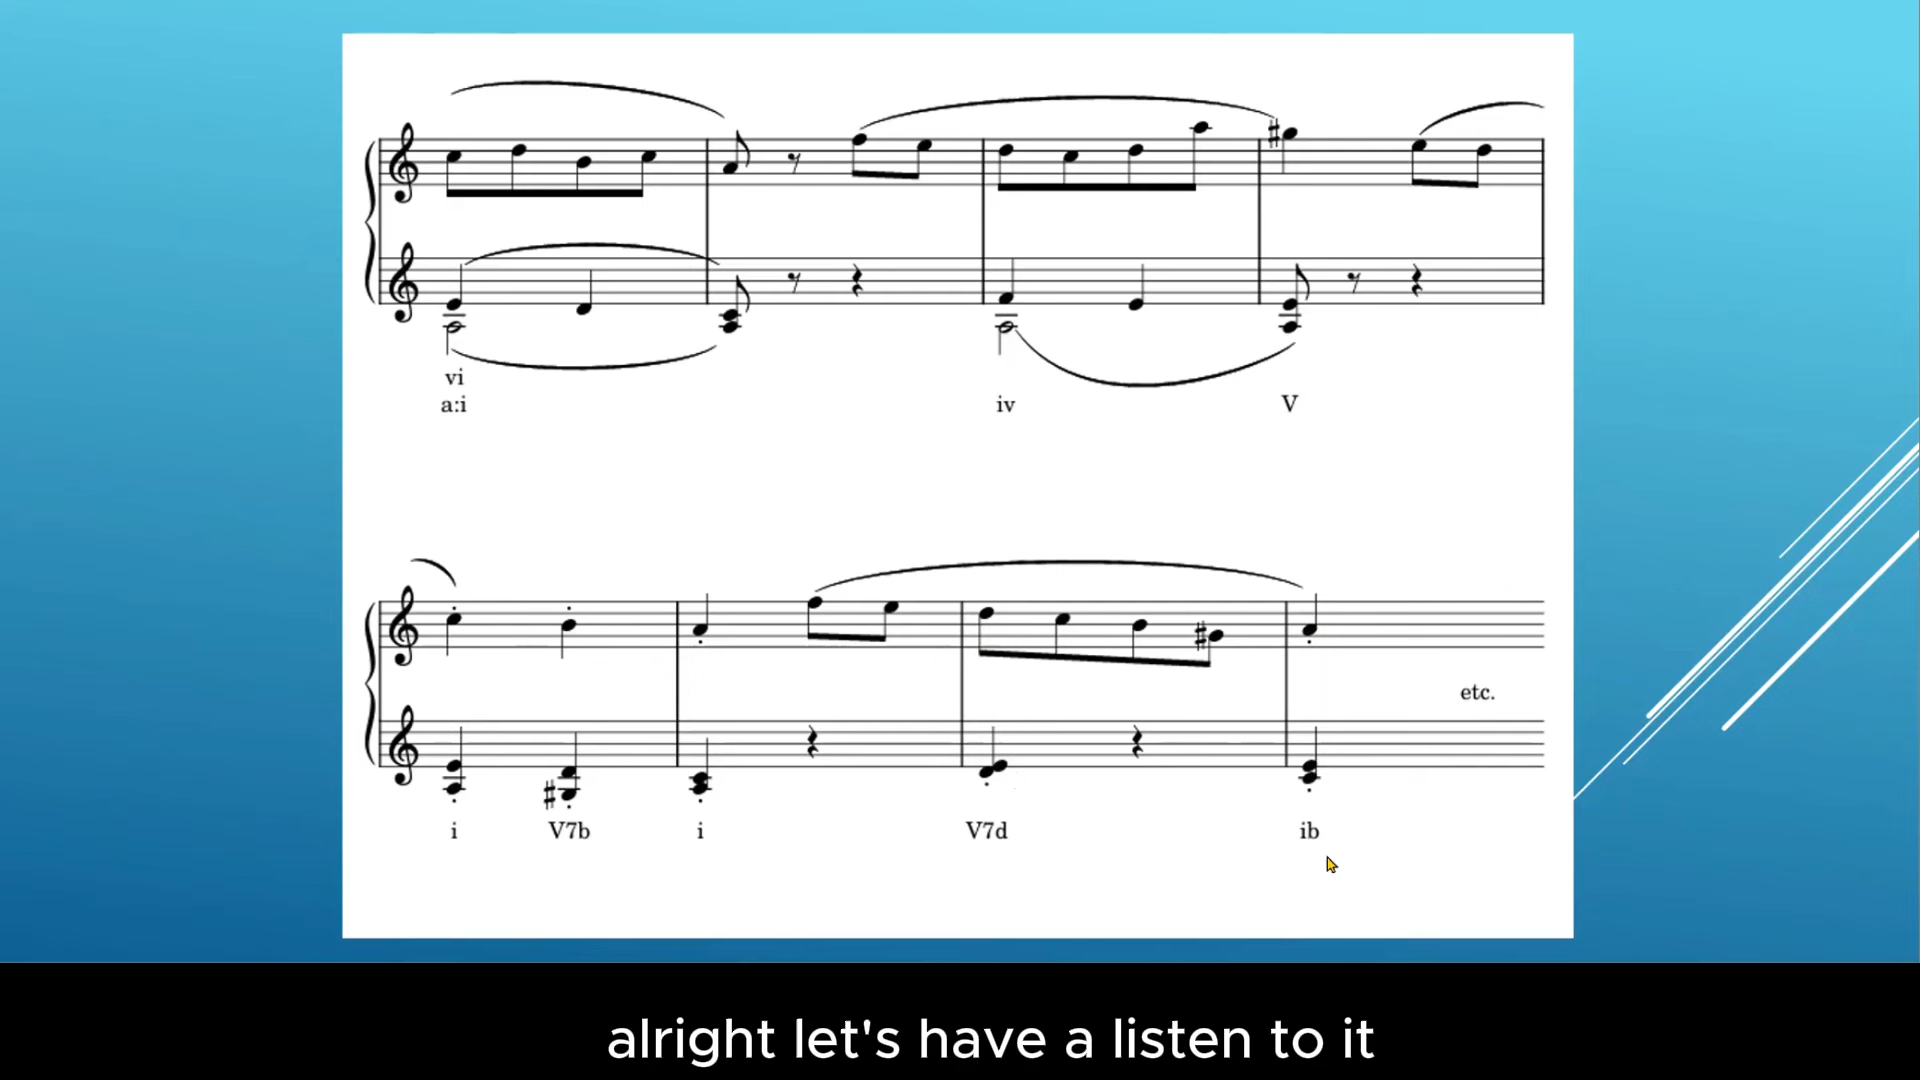 vi
a:i iv V
etc.
i V7b i V7d ib
alright let's have a listen to it